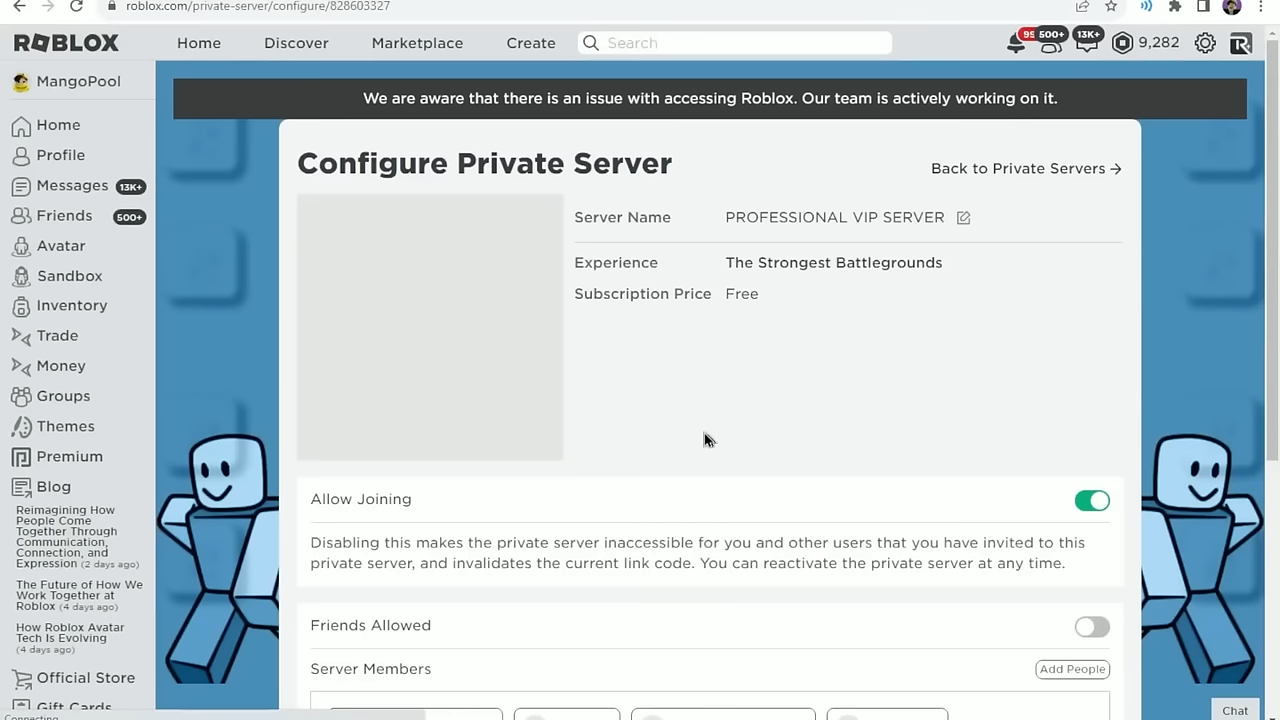 roblox.com/private-server/configure/828603327
ROBLOX
Home
Discover
Marketplace
Create
Search
99
500+
13K+
9,282
MangoPool
We are aware that there is an issue with accessing Roblox. Our team is actively working on it.
Home
Profile
Messages 13K+
Friends 500+
Avatar
Sandbox
Inventory
Trade
Money
Groups
Themes
Premium
Blog
Reimagining How
People Come
Together Through
Communication,
Connection, and
Expression (2 days ago)
The Future of How We
Work Together at
Roblox (4 days ago)
How Roblox Avatar
Tech Is Evolving
(4 days ago)
Official Store
Gift Cards
Connecting
Configure Private Server
Back to Private Servers →
Server Name PROFESSIONAL VIP SERVER
Experience The Strongest Battlegrounds
Subscription Price Free
Allow Joining
Disabling this makes the private server inaccessible for you and other users that you have invited to this
private server, and invalidates the current link code. You can reactivate the private server at any time.
Friends Allowed
Server Members
Add People
Chat